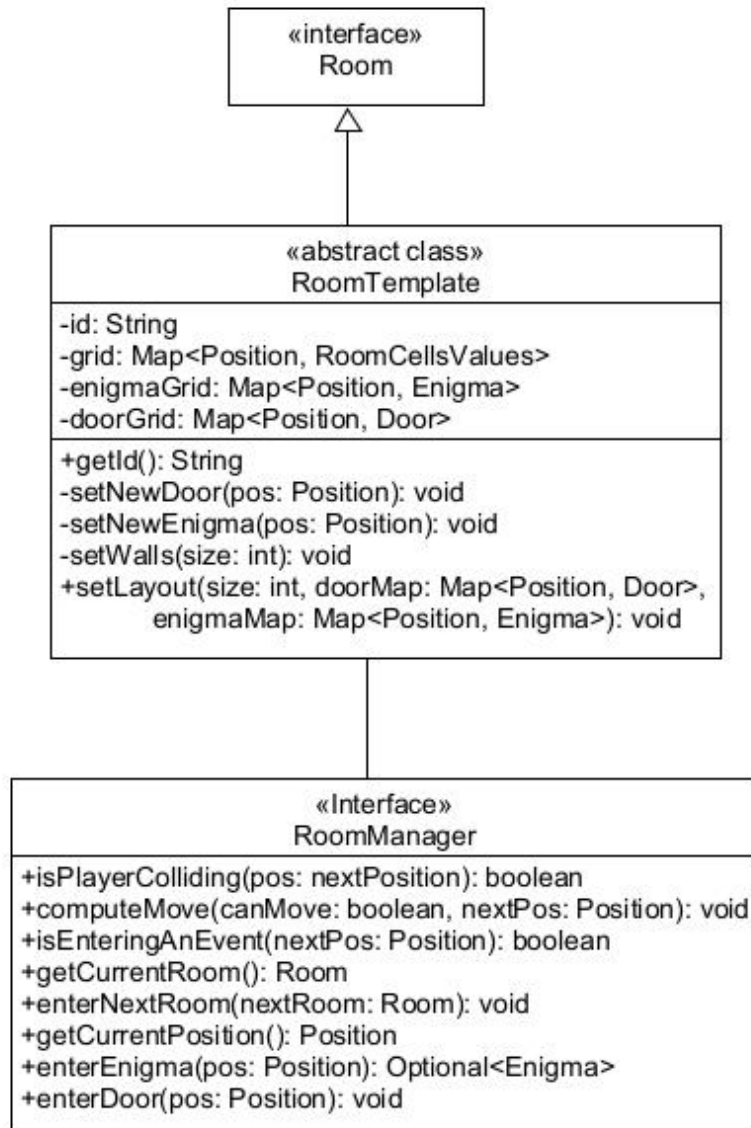 «interface»
Room
«abstract class»
RoomTemplate
-id: String
-grid: Map<Position, RoomCellsValues>
-enigmaGrid: Map<Position, Enigma>
-doorGrid: Map<Position, Door>
+getId(): String
-setNewDoor(pos: Position): void
-setNewEnigma(pos: Position): void
-setWalls(size: int): void
+setLayout(size: int, doorMap: Map<Position, Door>,
enigmaMap: Map<Position, Enigma>): void
«Interface»
RoomManager
+isPlayerColliding(pos: nextPosition): boolean
+computeMove(canMove: boolean, nextPos: Position): void
+isEnteringAnEvent(nextPos: Position): boolean
+getCurrentRoom(): Room
+enterNextRoom(nextRoom: Room): void
+getCurrentPosition(): Position
+enterEnigma(pos: Position): Optional<Enigma>
+enterDoor(pos: Position): void